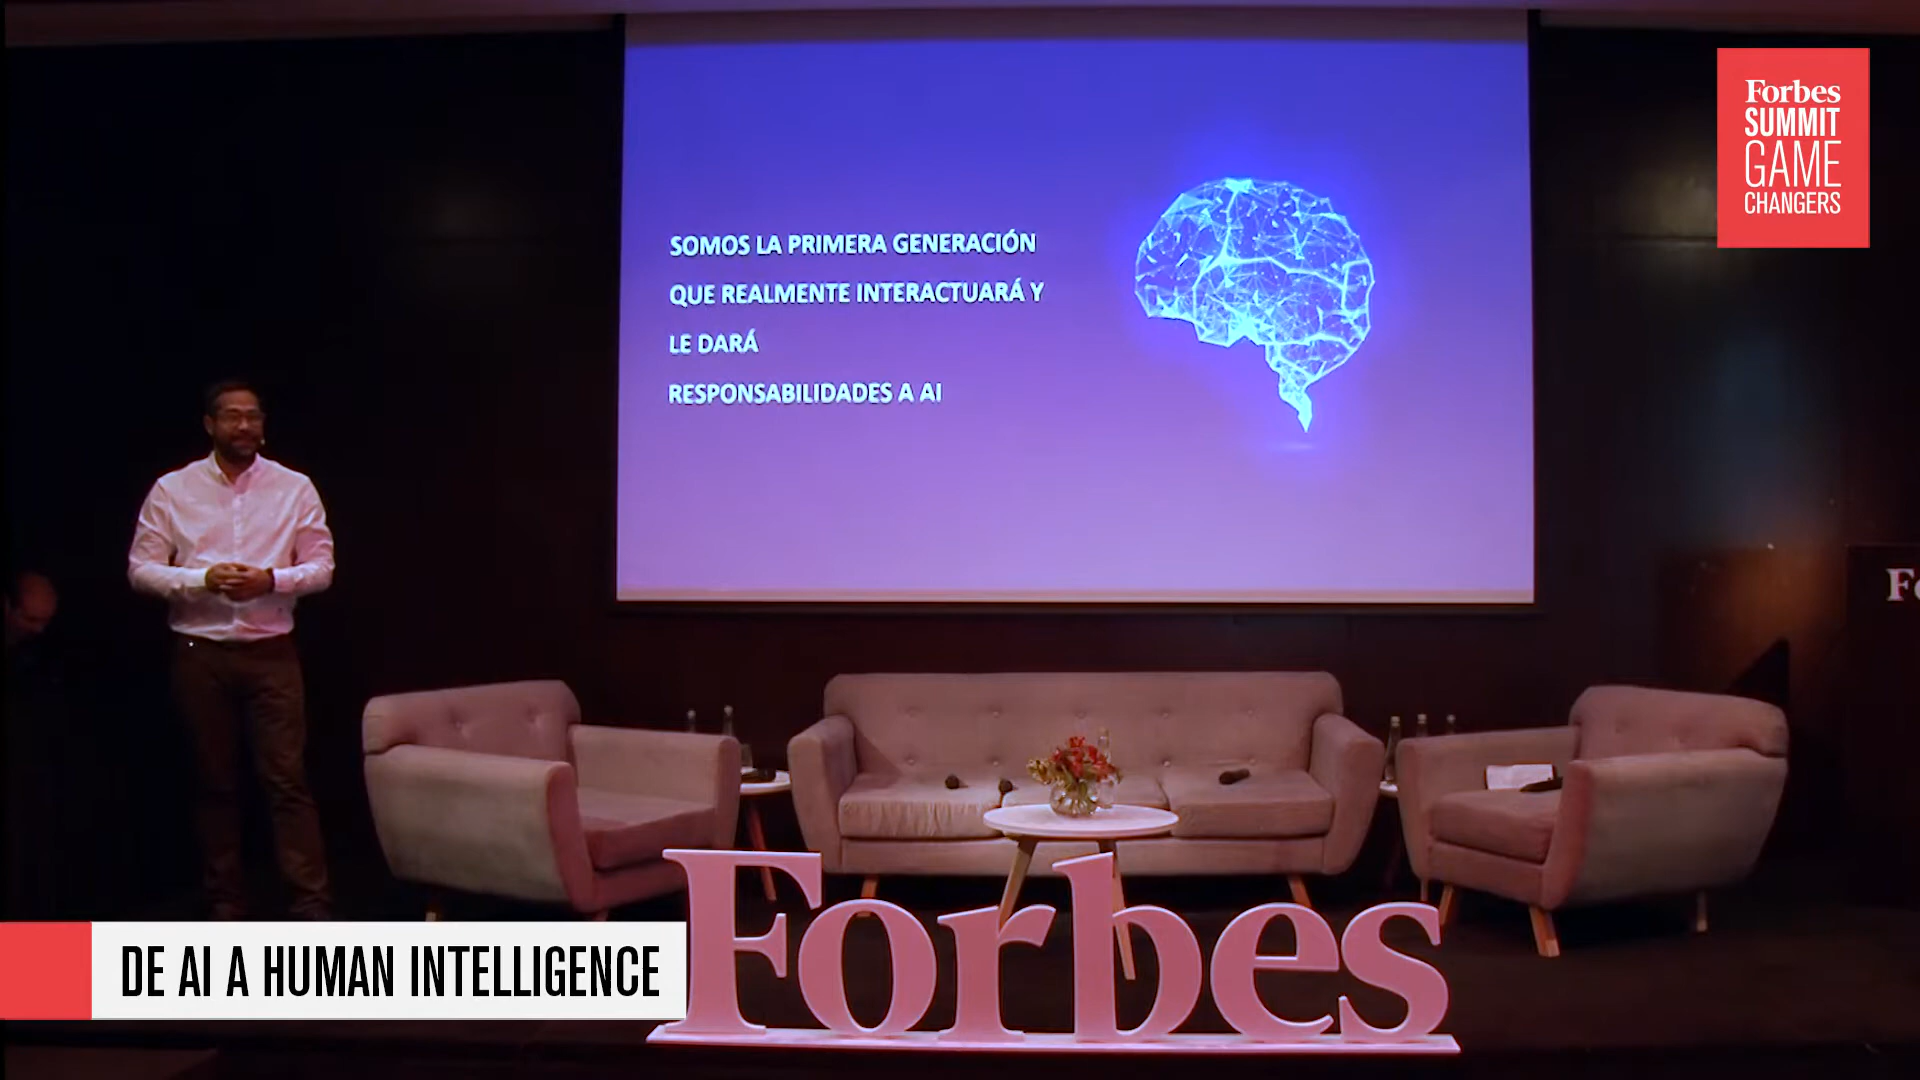 Forbes
SUMMIT
GAME
CHANGERS
SOMOS LA PRIMERA GENERACIÓN
QUE REALMENTE INTERACTUARÁ Y
LE DARÁ
RESPONSABILIDADES A AI
DE AI A HUMAN INTELLIGENCE
Forbes